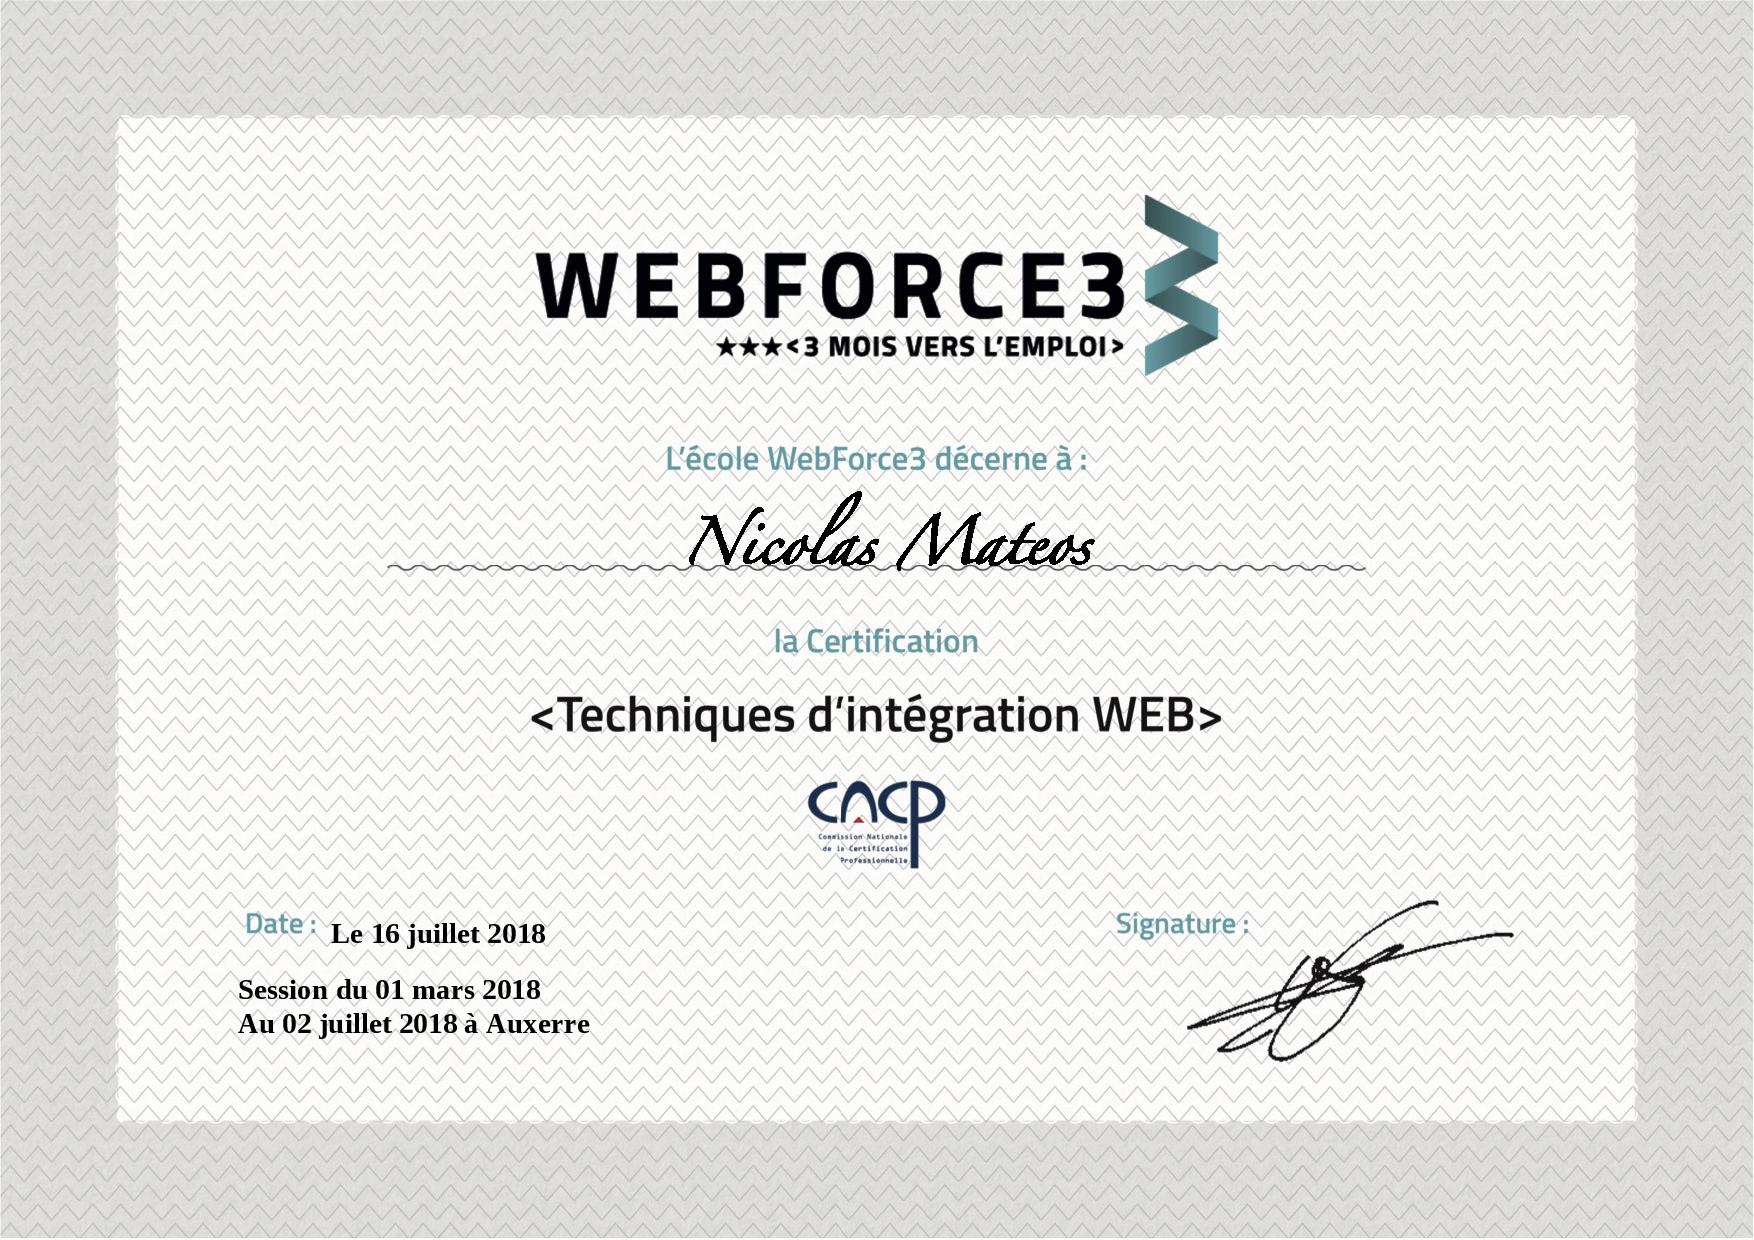 WEBFORCE3
★★★<3 MOIS VERS L'EMPLOI>
L'école WebForce3 décerne à :
Nicolas Mateos
la Certification
<Techniques d'intégration WEB>
CNCP
Commission Nationale
de la Certification
Professionnelle
Date : Le 16 juillet 2018
Signature :
Session du 01 mars 2018
Au 02 juillet 2018 à Auxerre